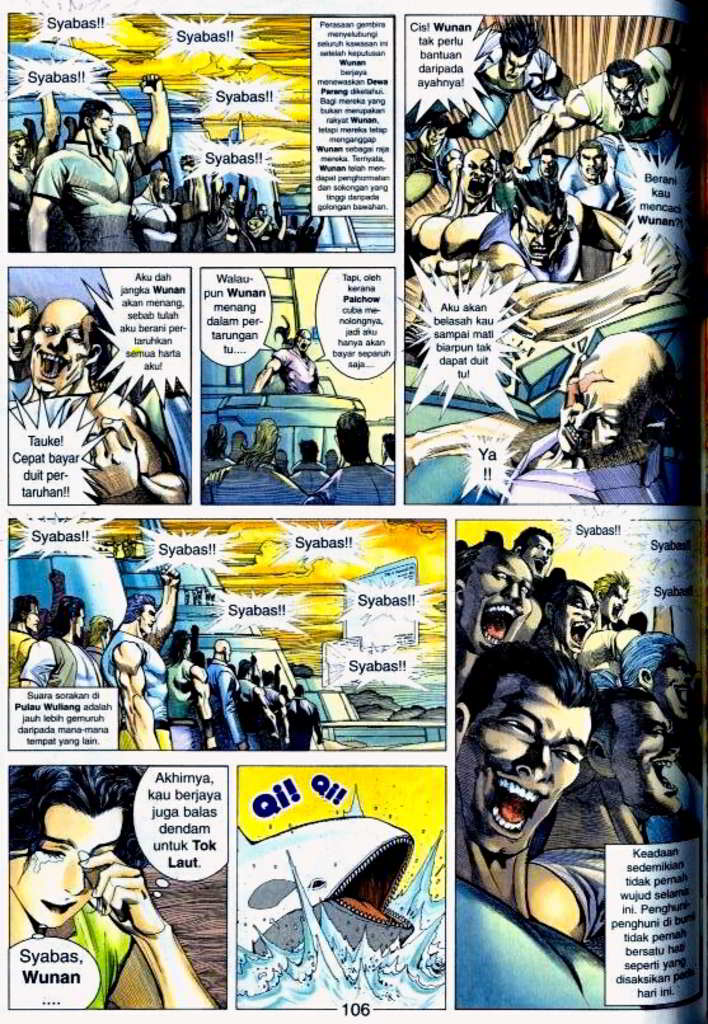 Syabas!!
Syabas!!
Syabas!!
Syabas!!
Syabas!!
Perasaan gembira
menyelubungi
seluruh kawasan ini
setelah keputusan
Wunan
berjaya
menewaskan Dewa
Parang diketahui.
Bagi mereka yang
bukan merupakan
rakyat Wunan,
tetapi mereka tetap
menganggap
Wunan sebagai raja
mereka. Ternyata,
Wunan telah dapat
penghormatan
dan sokongan yang
tinggi daripada
golongan bawahan.
Cis! Wunan
tak perlu
bantuan
daripada
ayahnya!
Berani
kau
mencaci
Wunan?!
Aku akan
belasah kau
sampai mati
biarpun tak
dapat duit
tu!
Ya
!!
Aku dah
jangka Wunan
akan menang,
sebab itulah
aku berani per-
taruhkan
semua harta
aku!
Tauke!
Cepat bayar
duit per-
taruhan!!
Walau-
pun Wunan
menang
dalam per-
tarungan
tu....
Tapi, oleh
kerana
Paichow
cuba me-
nolongnya,
jadi aku
hanya akan
bayar separuh
saja....
Syabas!!
Syabas!!
Syabas!!
Syabas!!
Syabas!!
Syabas!!
Suara sorakan di
Pulau Wuliang adalah
jauh lebih gemuruh
daripada mana-mana
tempat yang lain.
Syabas!!
Syabas!!
Syabas!!
Keadaan
sedemikian
tidak pernah
wujud selama
ini. Penghuni-
penghuni di bumi
tidak pernah
bersatu hati
seperti yang
disaksikan pada
hari ini.
Akhirnya,
kau berjaya
juga balas
dendam
untuk Tok
Laut.
Syabas,
Wunan
....
Qi! Qi!
106